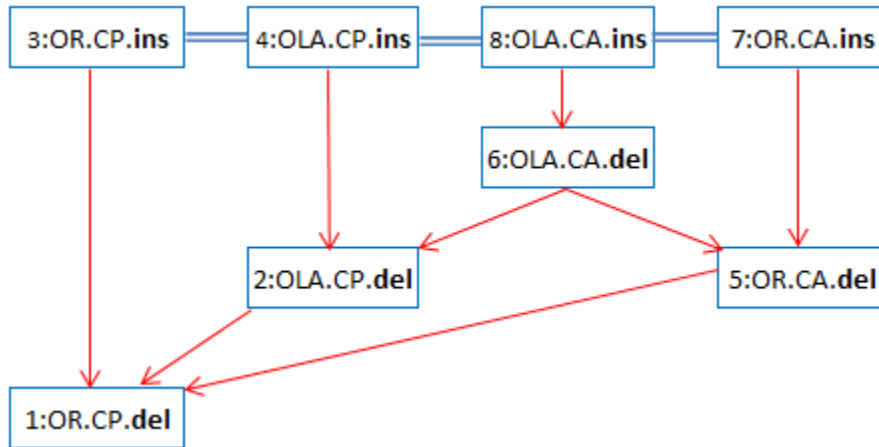 3:OR.CP.ins
4:OLA.CP.ins
8:OLA.CA.ins
7:OR.CA.ins
6:OLA.CA.del
2:OLA.CP.del
5:OR.CA.del
1:OR.CP.del